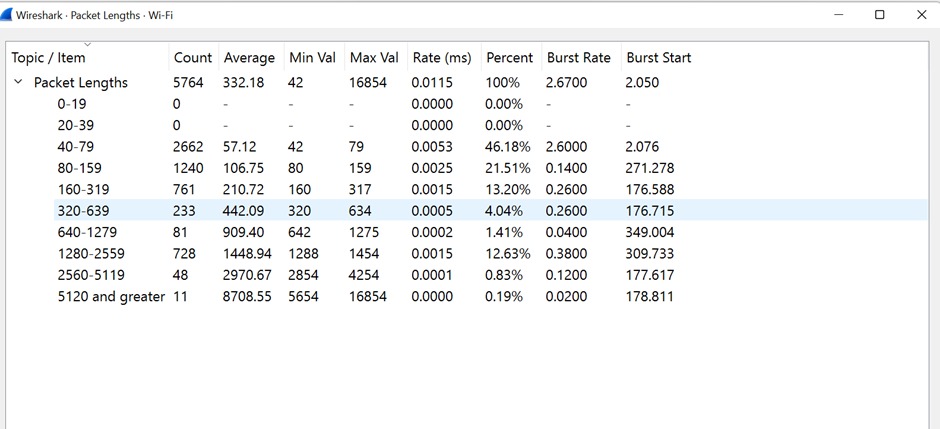 Wireshark · Packet Lengths · Wi-Fi
Topic / Item Count Average Min Val Max Val Rate (ms) Percent Burst Rate Burst Start
Packet Lengths 5764 332.18 42 16854 0.0115 100% 2.6700 2.050
0-19 0 - - - 0.0000 0.00% - -
20-39 0 - - - 0.0000 0.00% - -
40-79 2662 57.12 42 79 0.0053 46.18% 2.6000 2.076
80-159 1240 106.75 80 159 0.0025 21.51% 0.1400 271.278
160-319 761 210.72 160 317 0.0015 13.20% 0.2600 176.588
320-639 233 442.09 320 634 0.0005 4.04% 0.2600 176.715
640-1279 81 909.40 642 1275 0.0002 1.41% 0.0400 349.004
1280-2559 728 1448.94 1288 1454 0.0015 12.63% 0.3800 309.733
2560-5119 48 2970.67 2854 4254 0.0001 0.83% 0.1200 177.617
5120 and greater 11 8708.55 5654 16854 0.0000 0.19% 0.0200 178.811